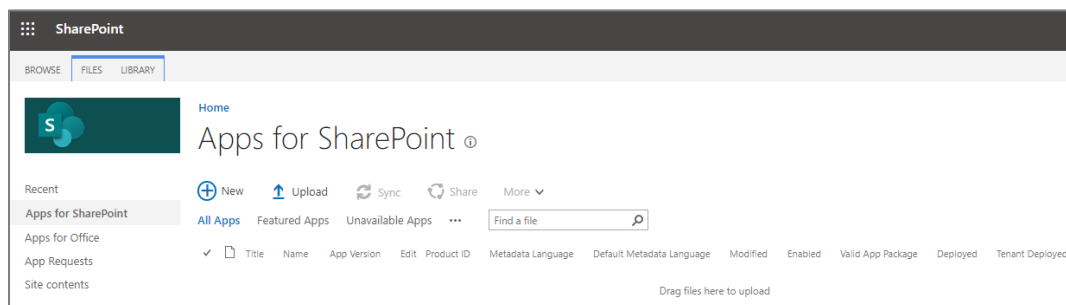 SharePoint
BROWSE FILES LIBRARY
S
Home
Apps for SharePoint
Recent
Apps for SharePoint
Apps for Office
App Requests
Site contents
New Upload Sync Share More
All Apps Featured Apps Unavailable Apps ••• Find a file
Title Name App Version Edit Product ID Metadata Language Default Metadata Language Modified Enabled Valid App Package Deployed Tenant Deployed
Drag files here to upload